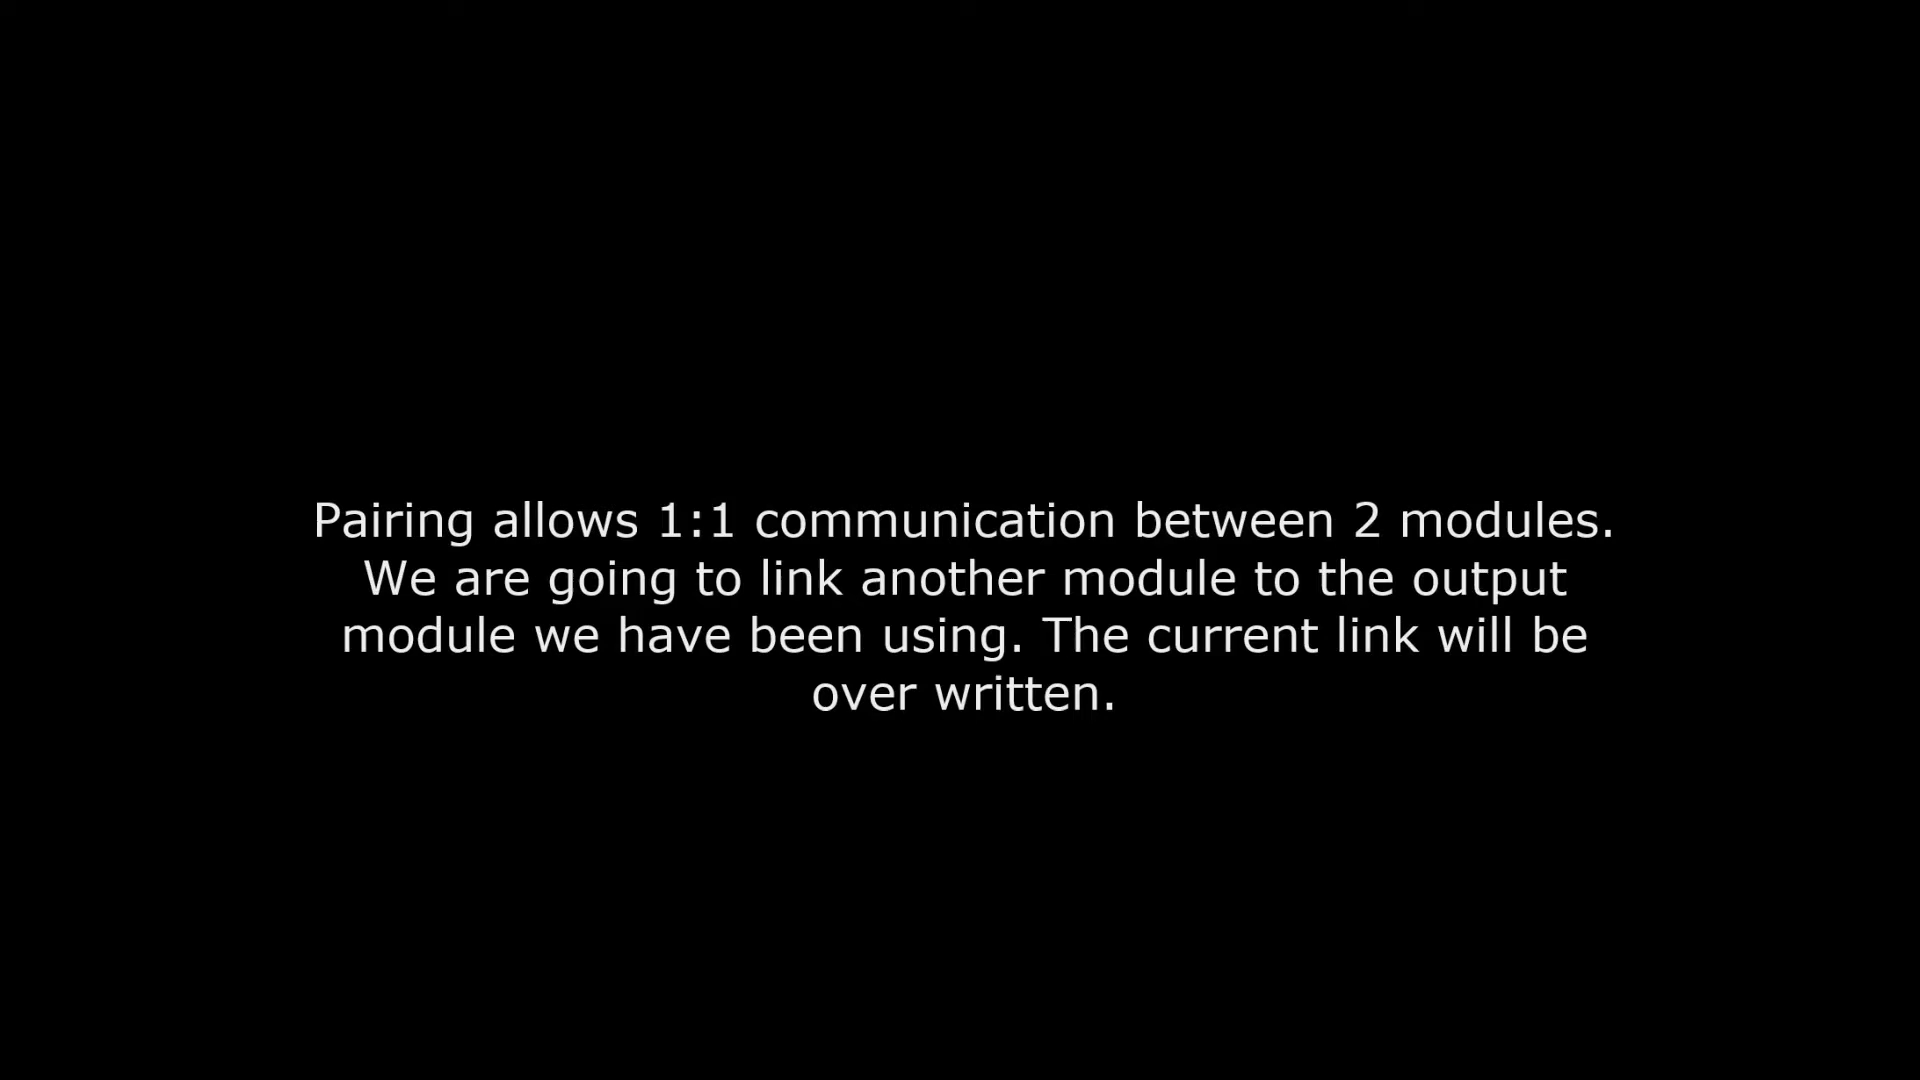 Pairing allows 1:1 communication between 2 modules.
We are going to link another module to the output
module we have been using. The current link will be
over written.